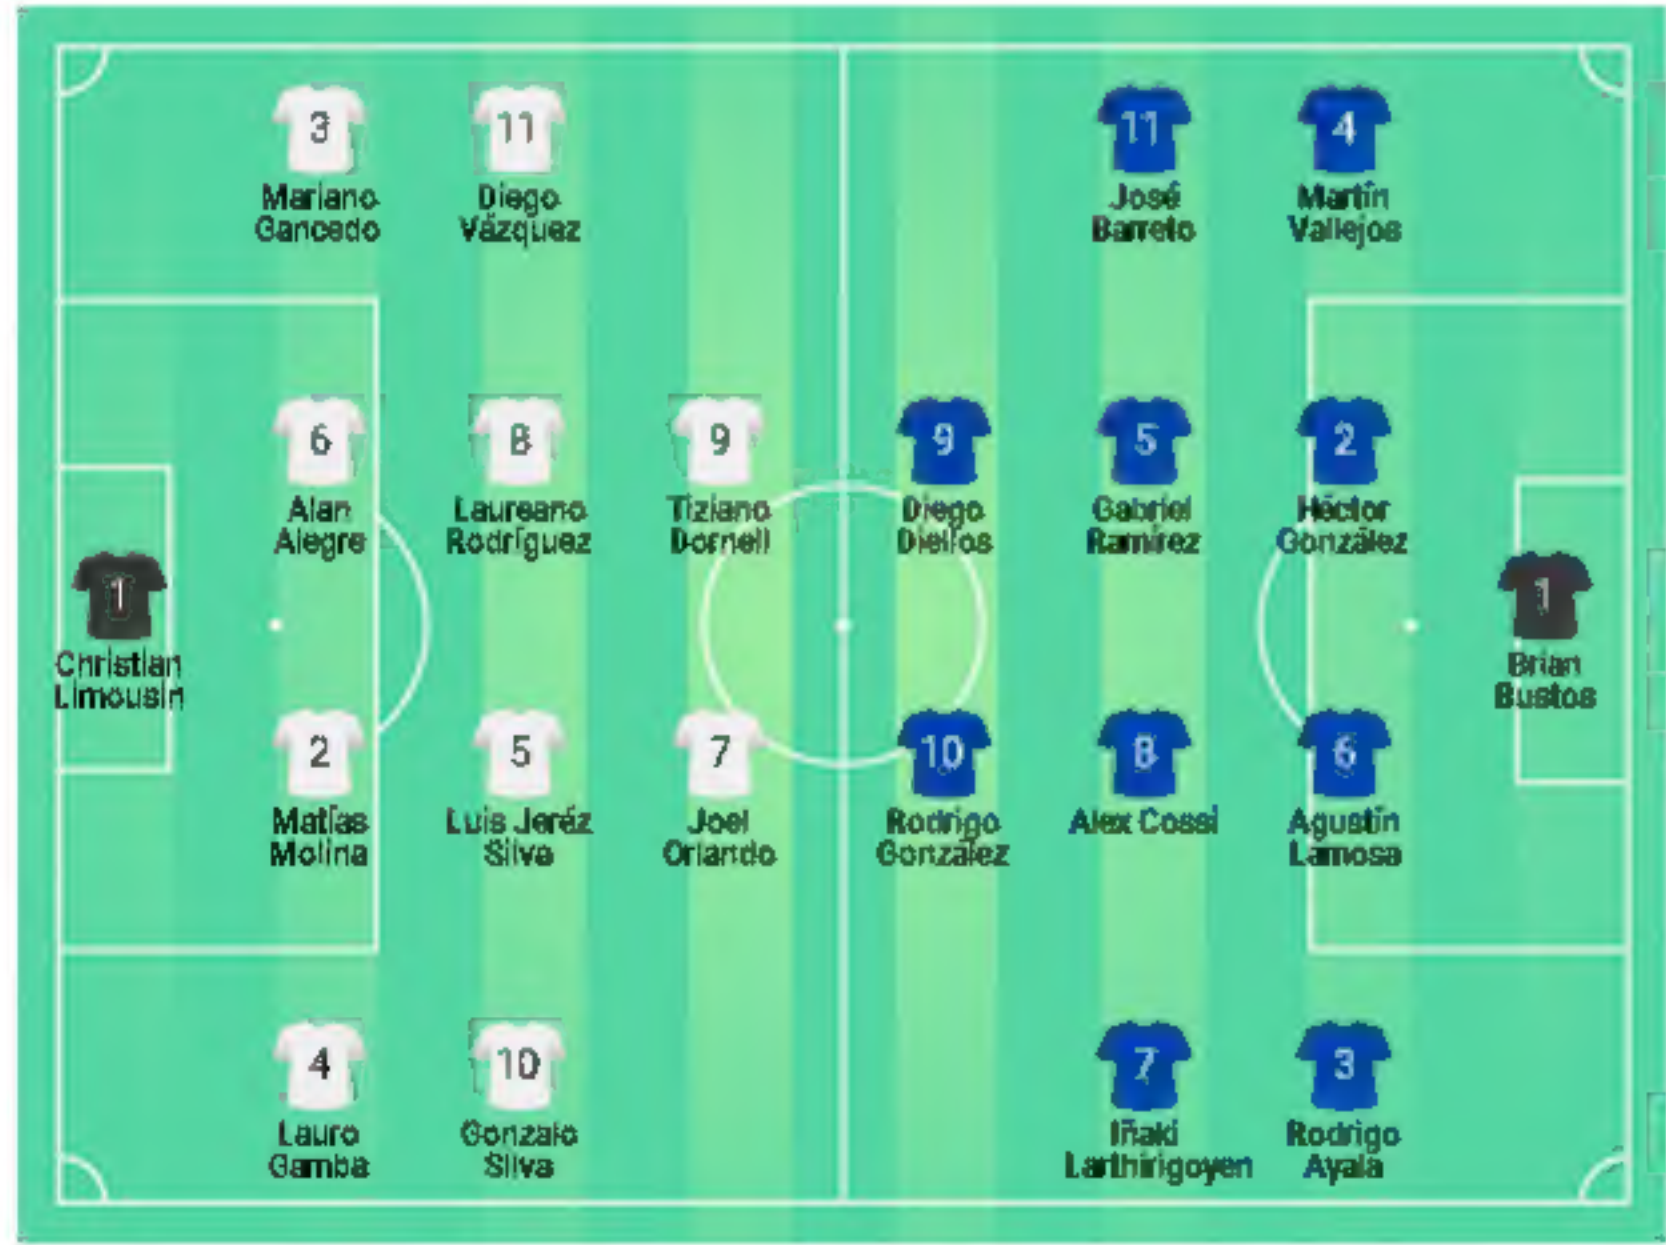 3
Mariano
Gancedo
11
Diego
Vázquez
11
José
Barreto
4
Martín
Vallejos
6
Alan
Alegre
8
Laureano
Rodríguez
9
Tiziano
Dornell
9
Diego
Diellos
5
Gabriel
Ramírez
2
Héctor
González
1
Christian
Limousin
1
Brian
Bustos
2
Matías
Molina
5
Luis Jeréz
Silva
7
Joel
Orlando
10
Rodrigo
González
8
Alex Cossi
6
Agustín
Lamosa
4
Lauro
Gamba
10
Gonzalo
Silva
7
Iñaki
Larthirigoyen
3
Rodrigo
Ayala